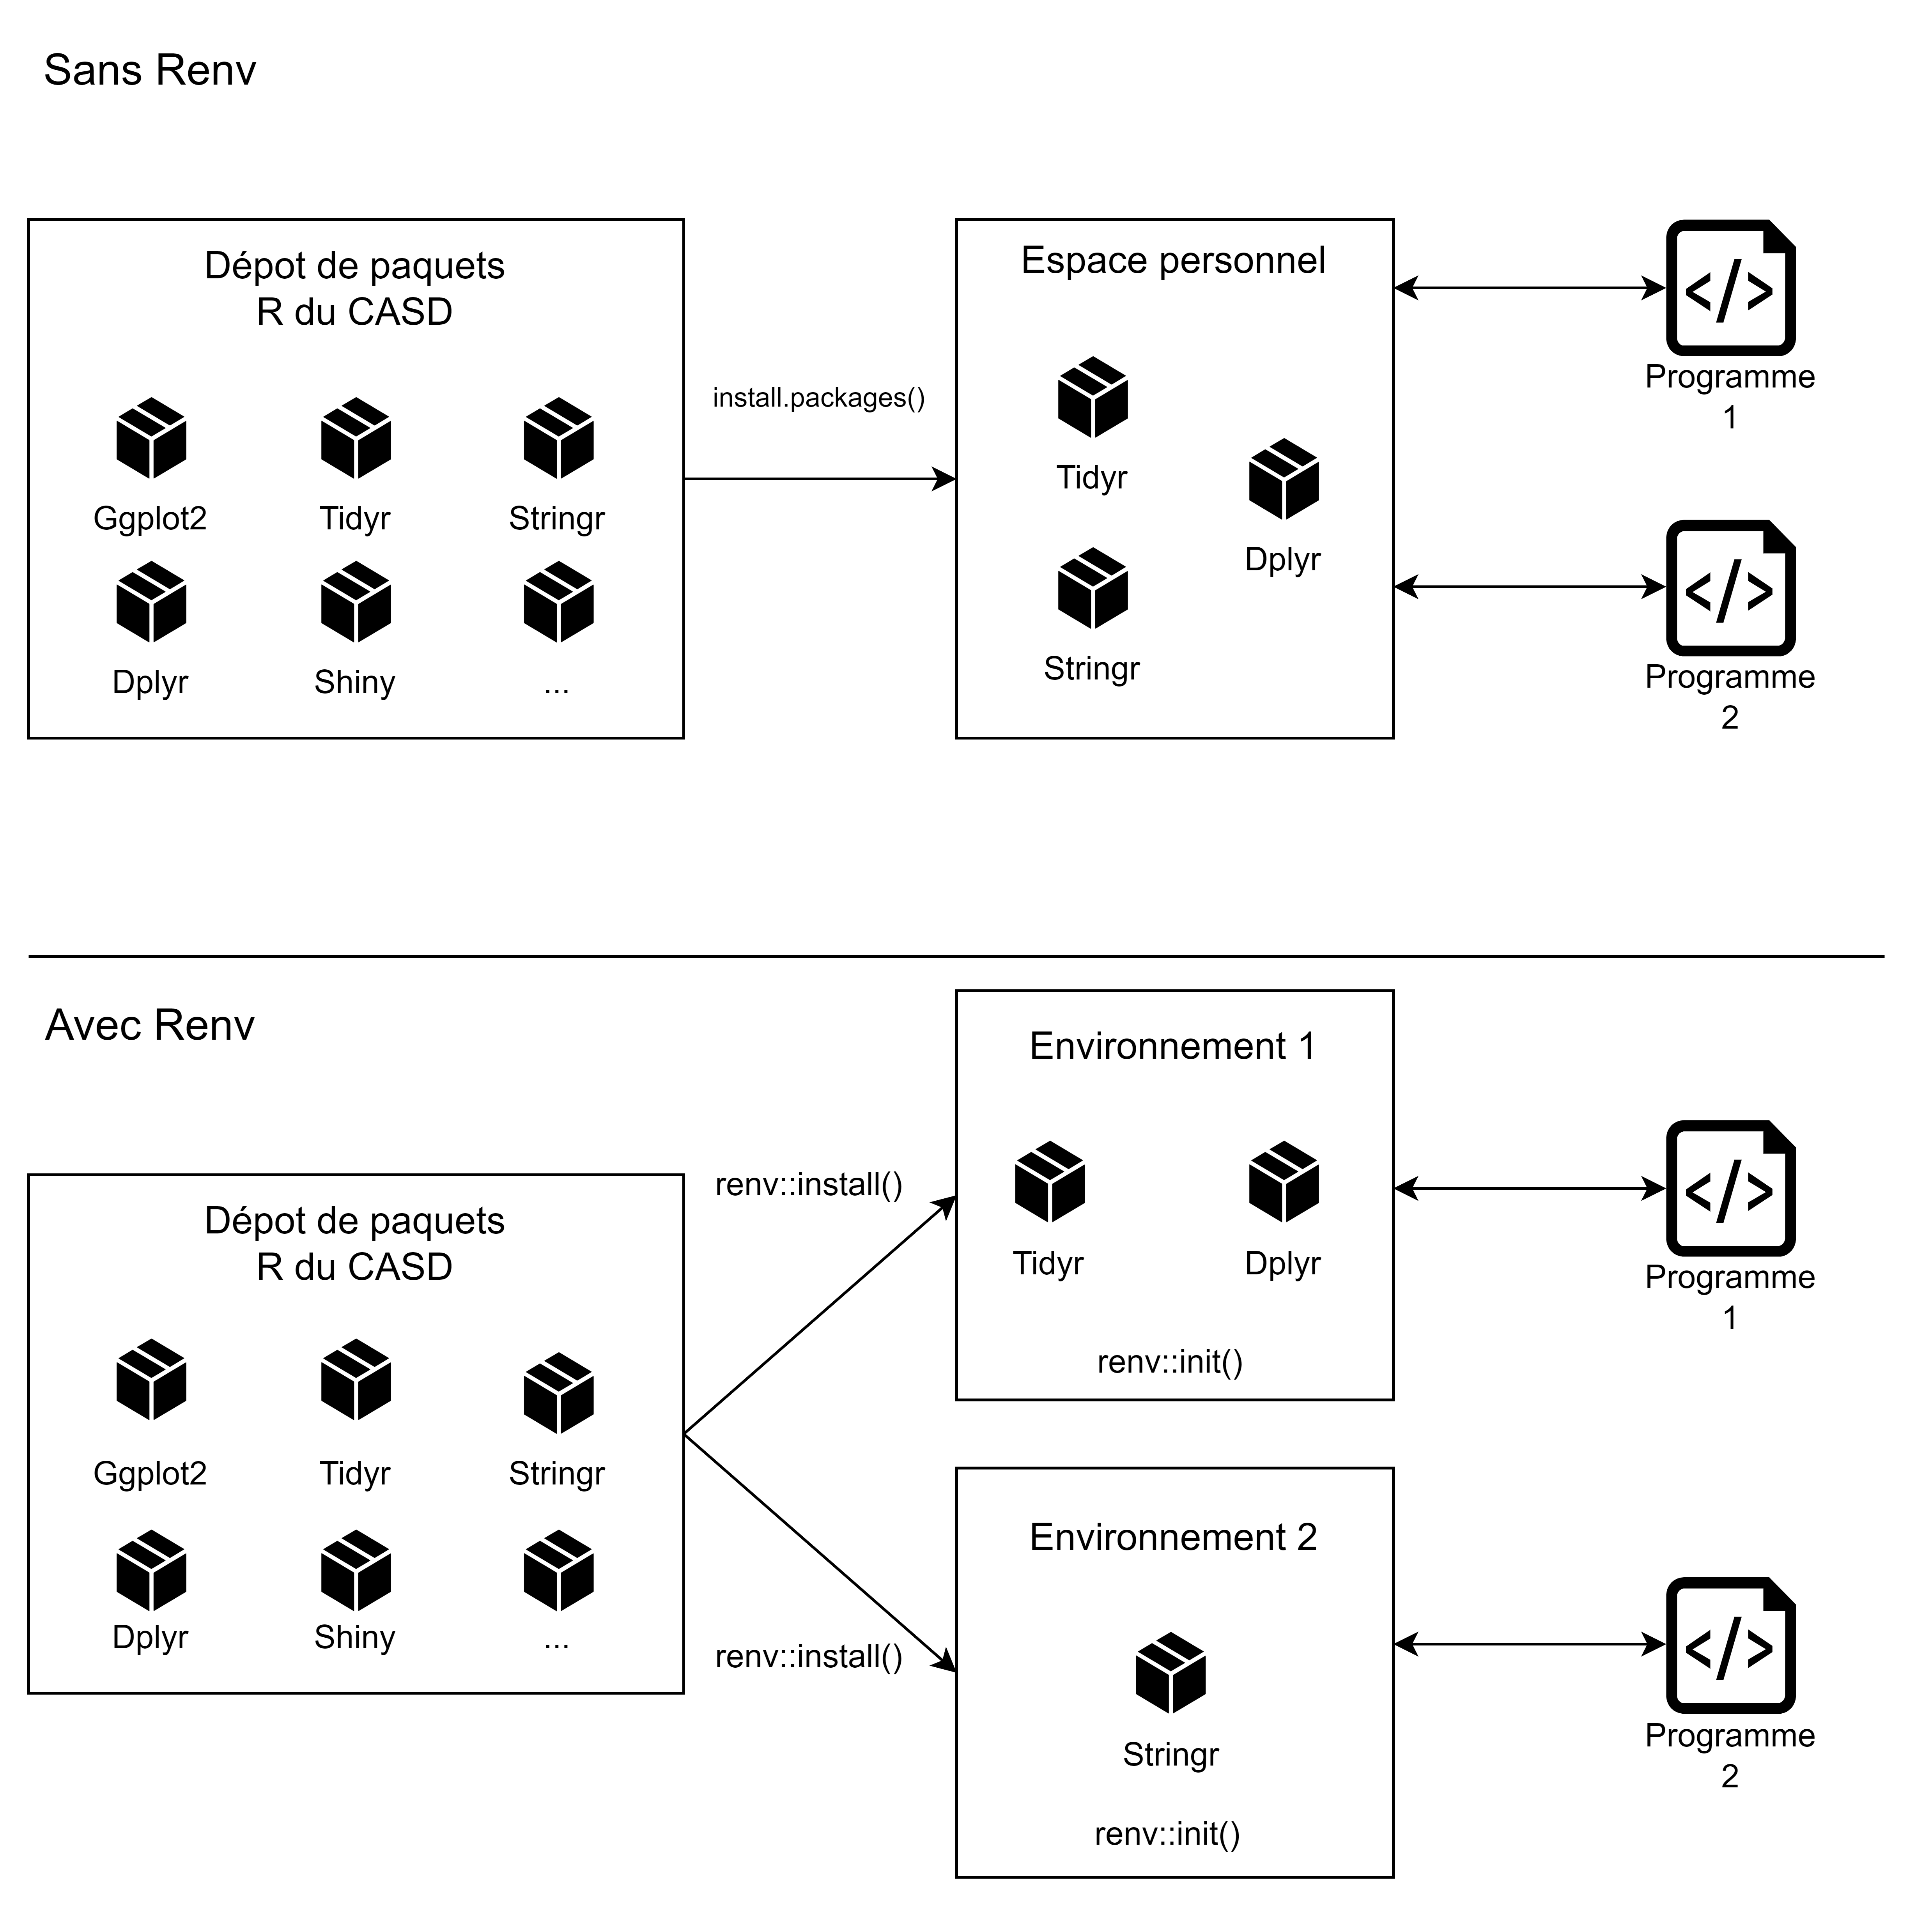 Sans Renv
Dépot de paquets
R du CASD
Ggplot2
Tidyr
Stringr
Dplyr
Shiny
...
install.packages()
Espace personnel
Tidyr
Dplyr
Stringr
Programme
1
Programme
2
Avec Renv
Dépot de paquets
R du CASD
Ggplot2
Tidyr
Stringr
Dplyr
Shiny
...
renv::install()
renv::install()
Environnement 1
Tidyr
Dplyr
renv::init()
Environnement 2
Stringr
renv::init()
Programme
1
Programme
2